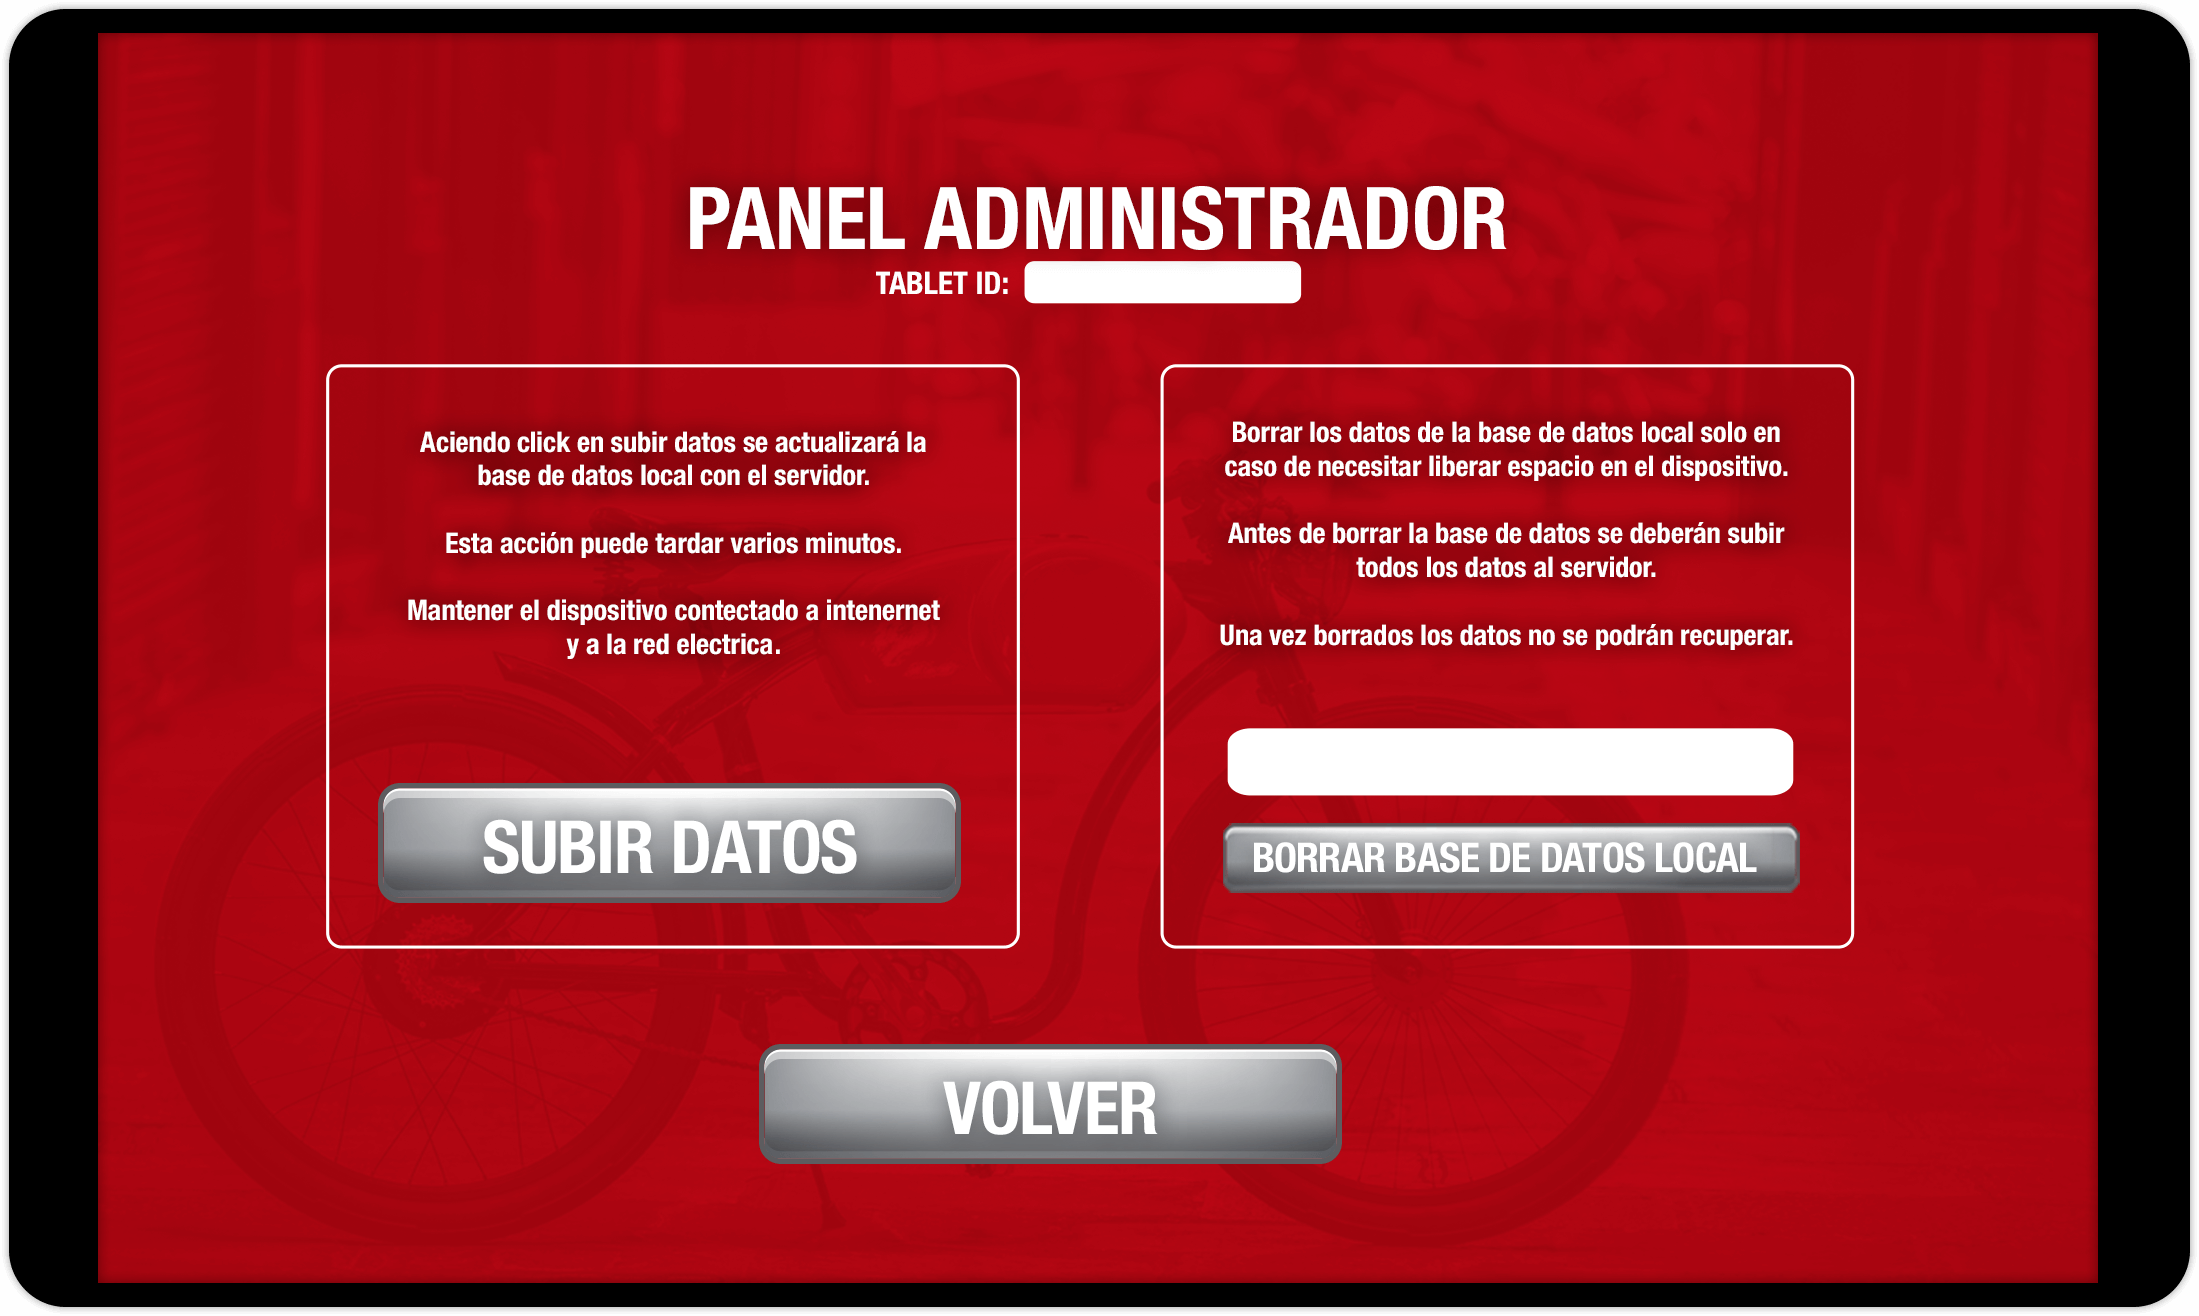 PANEL ADMINISTRADOR
TABLET ID:
Aciendo click en subir datos se actualizará la
base de datos local con el servidor.
Esta acción puede tardar varios minutos.
Mantener el dispositivo contectado a intenernet
y a la red electrica.
SUBIR DATOS
Borrar los datos de la base de datos local solo en
caso de necesitar liberar espacio en el dispositivo.
Antes de borrar la base de datos se deberán subir
todos los datos al servidor.
Una vez borrados los datos no se podrán recuperar.
BORRAR BASE DE DATOS LOCAL
VOLVER